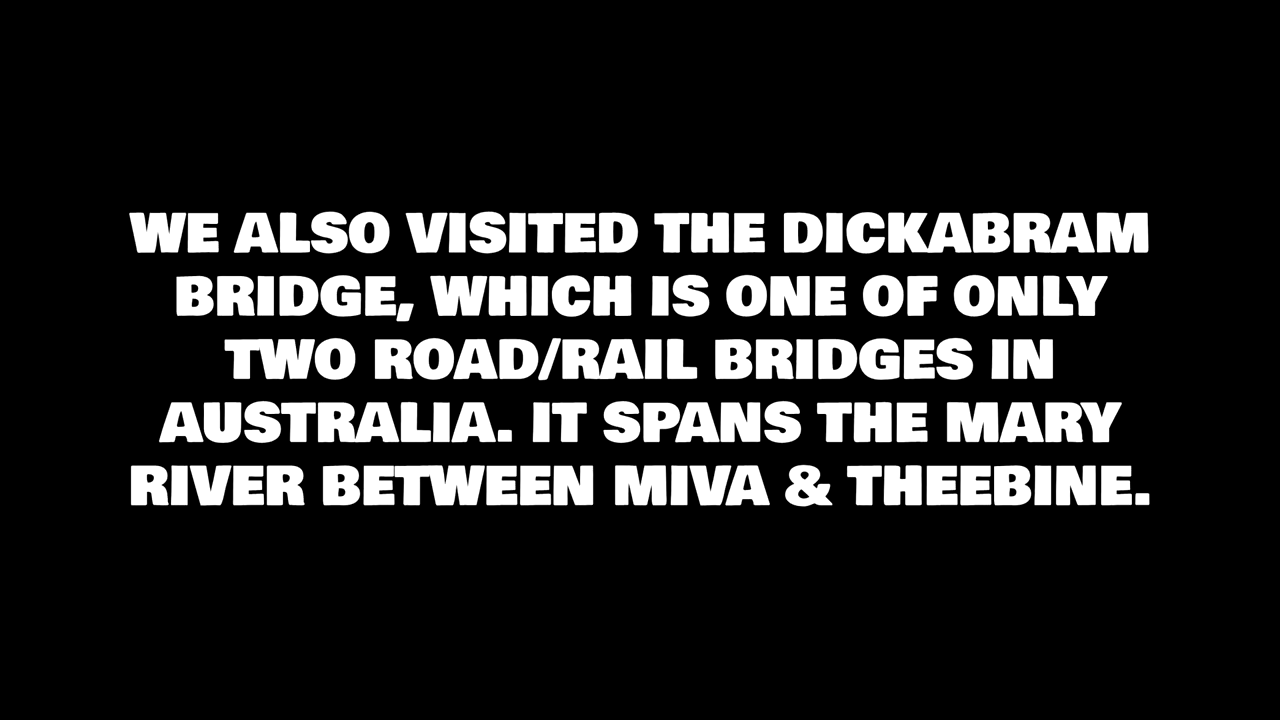 WE ALSO VISITED THE DICKABRAM
BRIDGE, WHICH IS ONE OF ONLY
TWO ROAD/RAIL BRIDGES IN
AUSTRALIA. IT SPANS THE MARY
RIVER BETWEEN MIVA & THEEBINE.